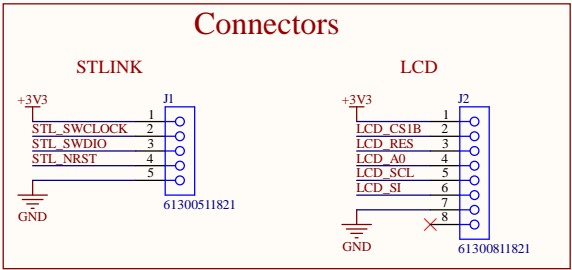 Connectors
STLINK
J1
+3V3
1
STL_SWCLOCK 2
STL_SWDIO 3
STL_NRST 4
5
GND
61300511821
LCD
J2
+3V3
1
LCD_CS1B 2
LCD_RES 3
LCD_A0 4
LCD_SCL 5
LCD_SI 6
7
8
GND
61300811821